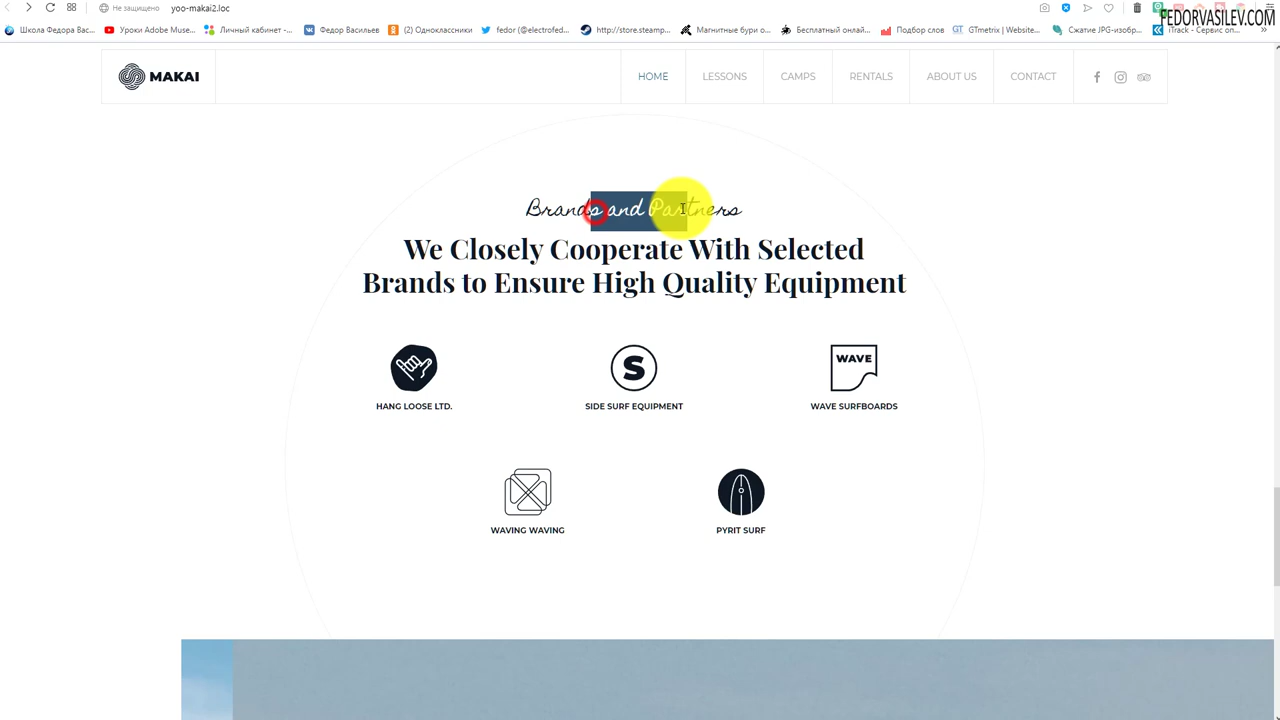 Не защищено yoo-makai2.loc
FEDORVASILEV.COM
Школа Федора Вас... Уроки Adobe Muse... Личный кабинет -... Федор Васильев (2) Одноклассники fedor (@electrofed... http://store.steamp... Магнитные бури о... Бесплатный онлай... Подбор слов GTmetrix | Website... Сжатие JPG-изобр... iTrack - Сервис оп...
MAKAI HOME LESSONS CAMPS RENTALS ABOUT US CONTACT
Brands and Partners
We Closely Cooperate With Selected
Brands to Ensure High Quality Equipment
S WAVE
HANG LOOSE LTD. SIDE SURF EQUIPMENT WAVE SURFBOARDS
WAVING WAVING PYRIT SURF